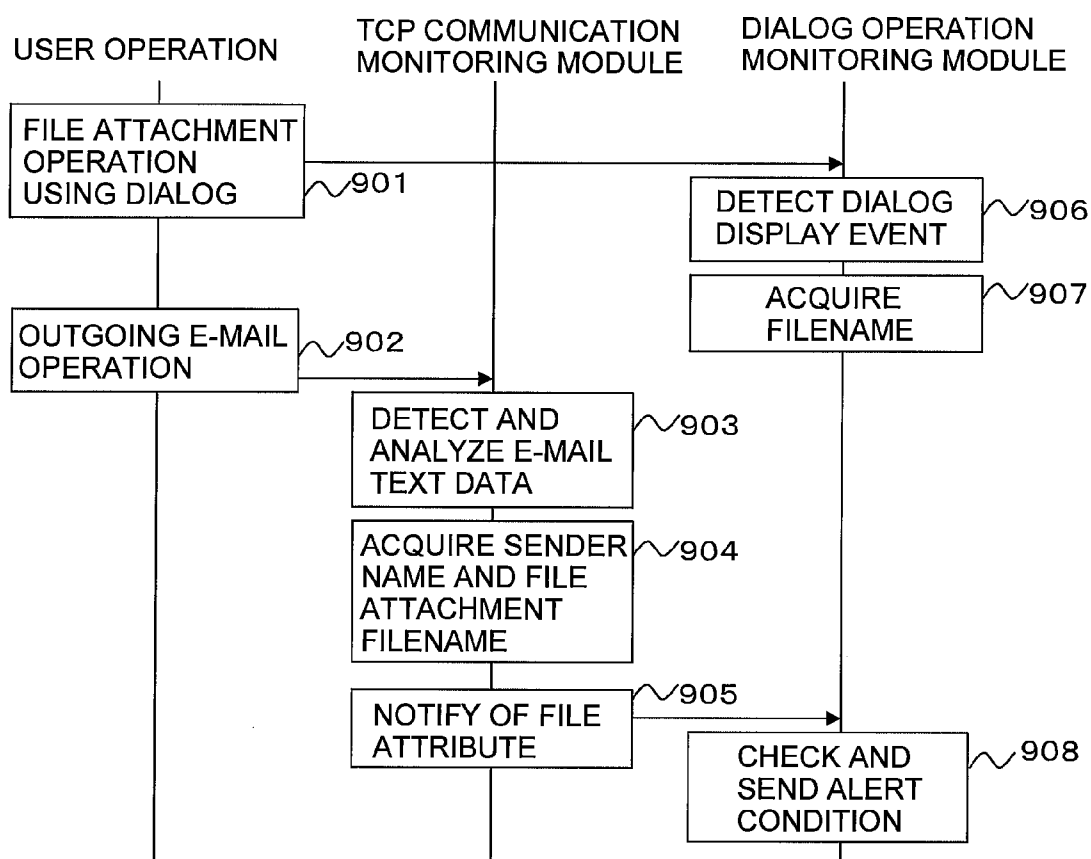 USER OPERATION
TCP COMMUNICATION
MONITORING MODULE
DIALOG OPERATION
MONITORING MODULE
FILE ATTACHMENT
OPERATION
USING DIALOG
901
DETECT DIALOG
DISPLAY EVENT
906
ACQUIRE
FILENAME
907
OUTGOING E-MAIL
OPERATION
902
DETECT AND
ANALYZE E-MAIL
TEXT DATA
903
ACQUIRE SENDER
NAME AND FILE
ATTACHMENT
FILENAME
904
NOTIFY OF FILE
ATTRIBUTE
905
CHECK AND
SEND ALERT
CONDITION
908